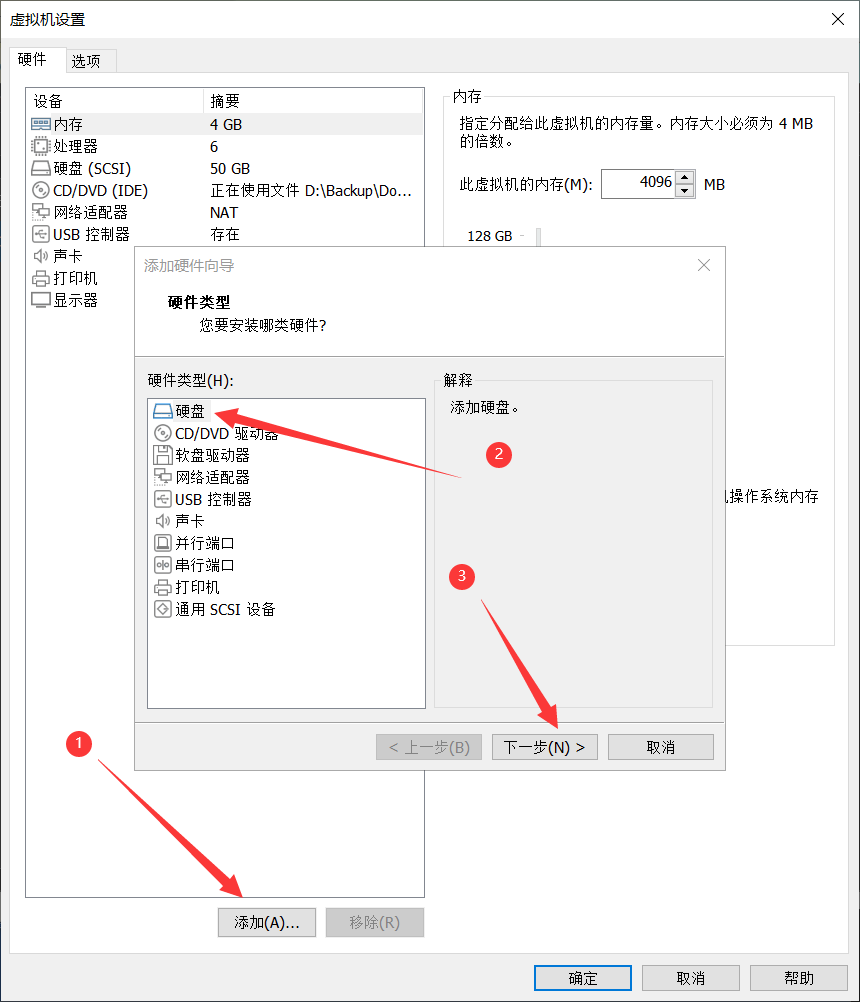 虚拟机设置
硬件 选项
设备 摘要
内存 4 GB
处理器 6
硬盘 (SCSI) 50 GB
CD/DVD (IDE) 正在使用文件 D:\Backup\Do...
网络适配器 NAT
USB 控制器 存在
声卡
打印机
显示器
内存
指定分配给此虚拟机的内存量。内存大小必须为 4 MB
的倍数。
此虚拟机的内存(M): 4096 MB
128 GB
添加硬件向导
硬件类型
您要安装哪类硬件?
硬件类型(H):
硬盘
CD/DVD 驱动器
软盘驱动器
网络适配器
USB 控制器
声卡
并行端口
串行端口
打印机
通用 SCSI 设备
解释
添加硬盘。
2
3
操作系统内存
< 上一步(B) 下一步(N) > 取消
1
添加(A)... 移除(R)
确定 取消 帮助